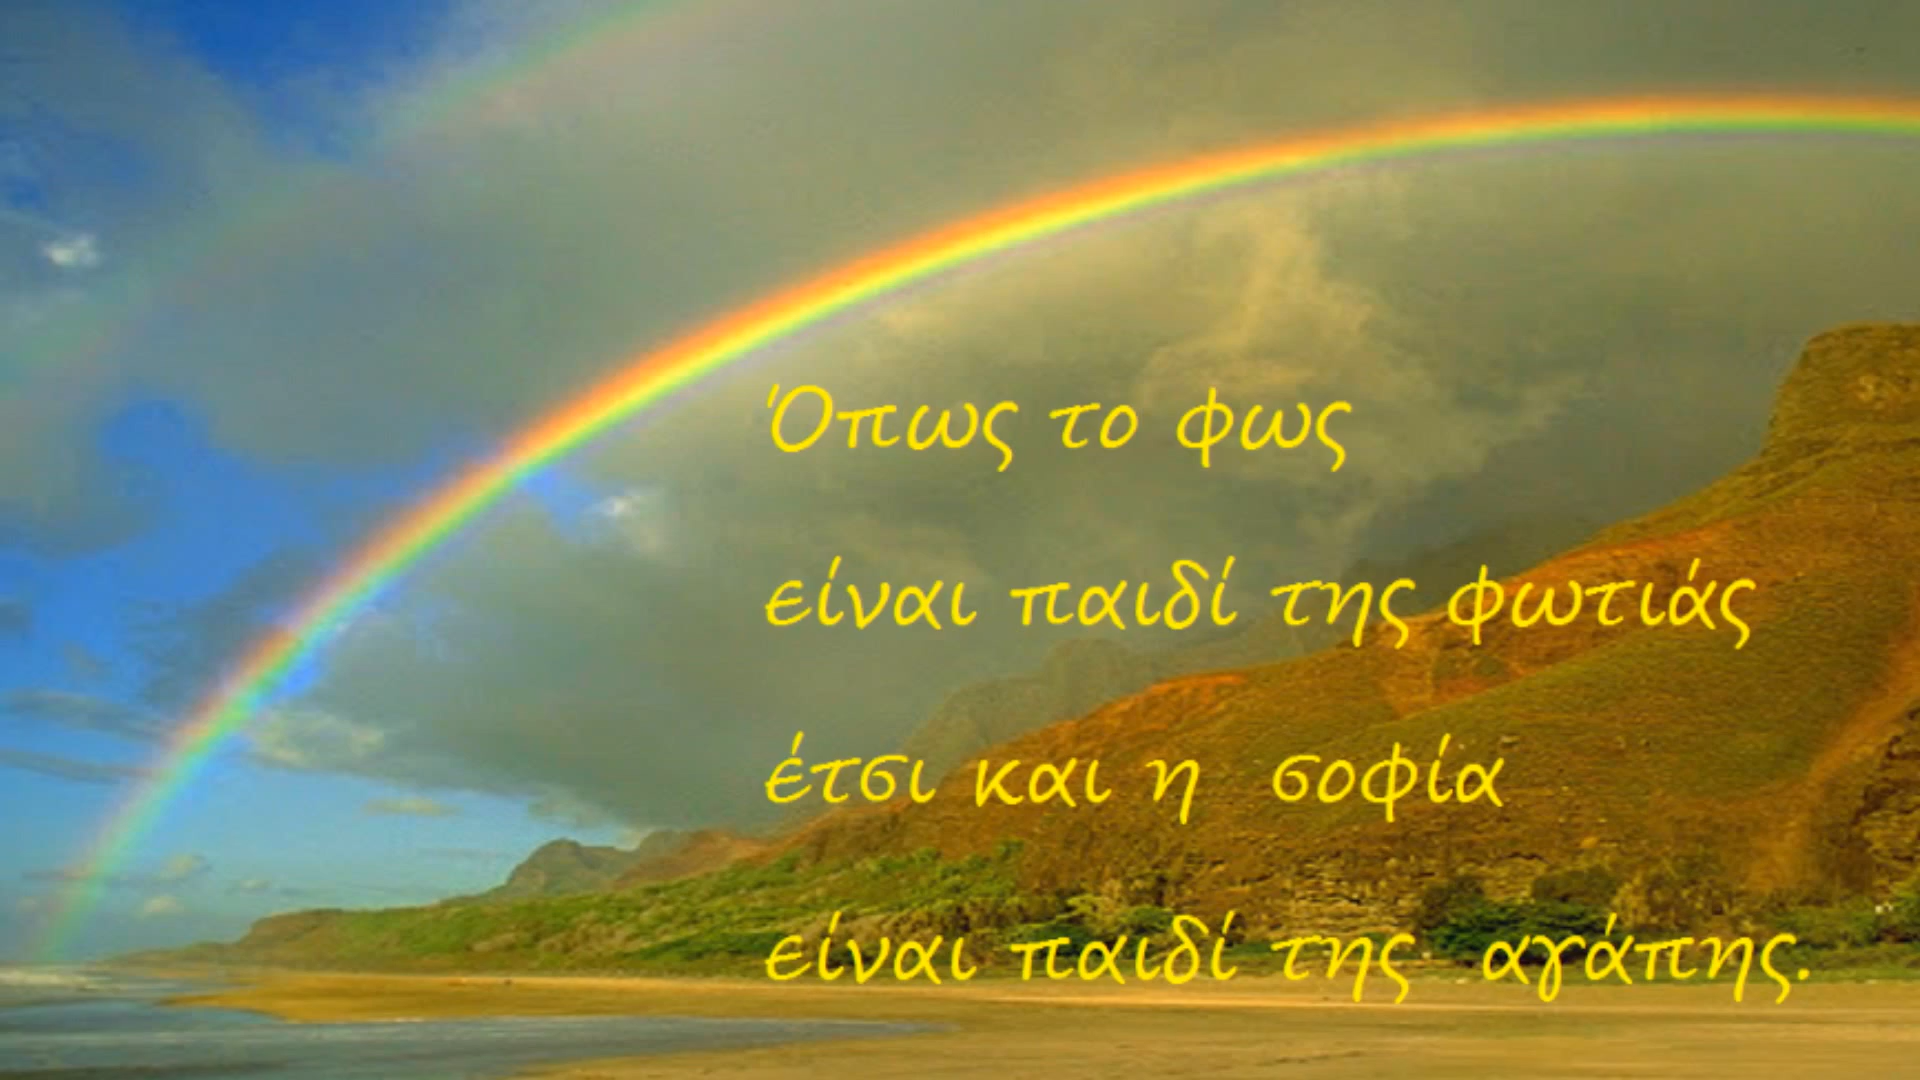 Όπως το φως
είναι παιδί της φωτιάς
έτσι και η σοφία
είναι παιδί της αγάπης.